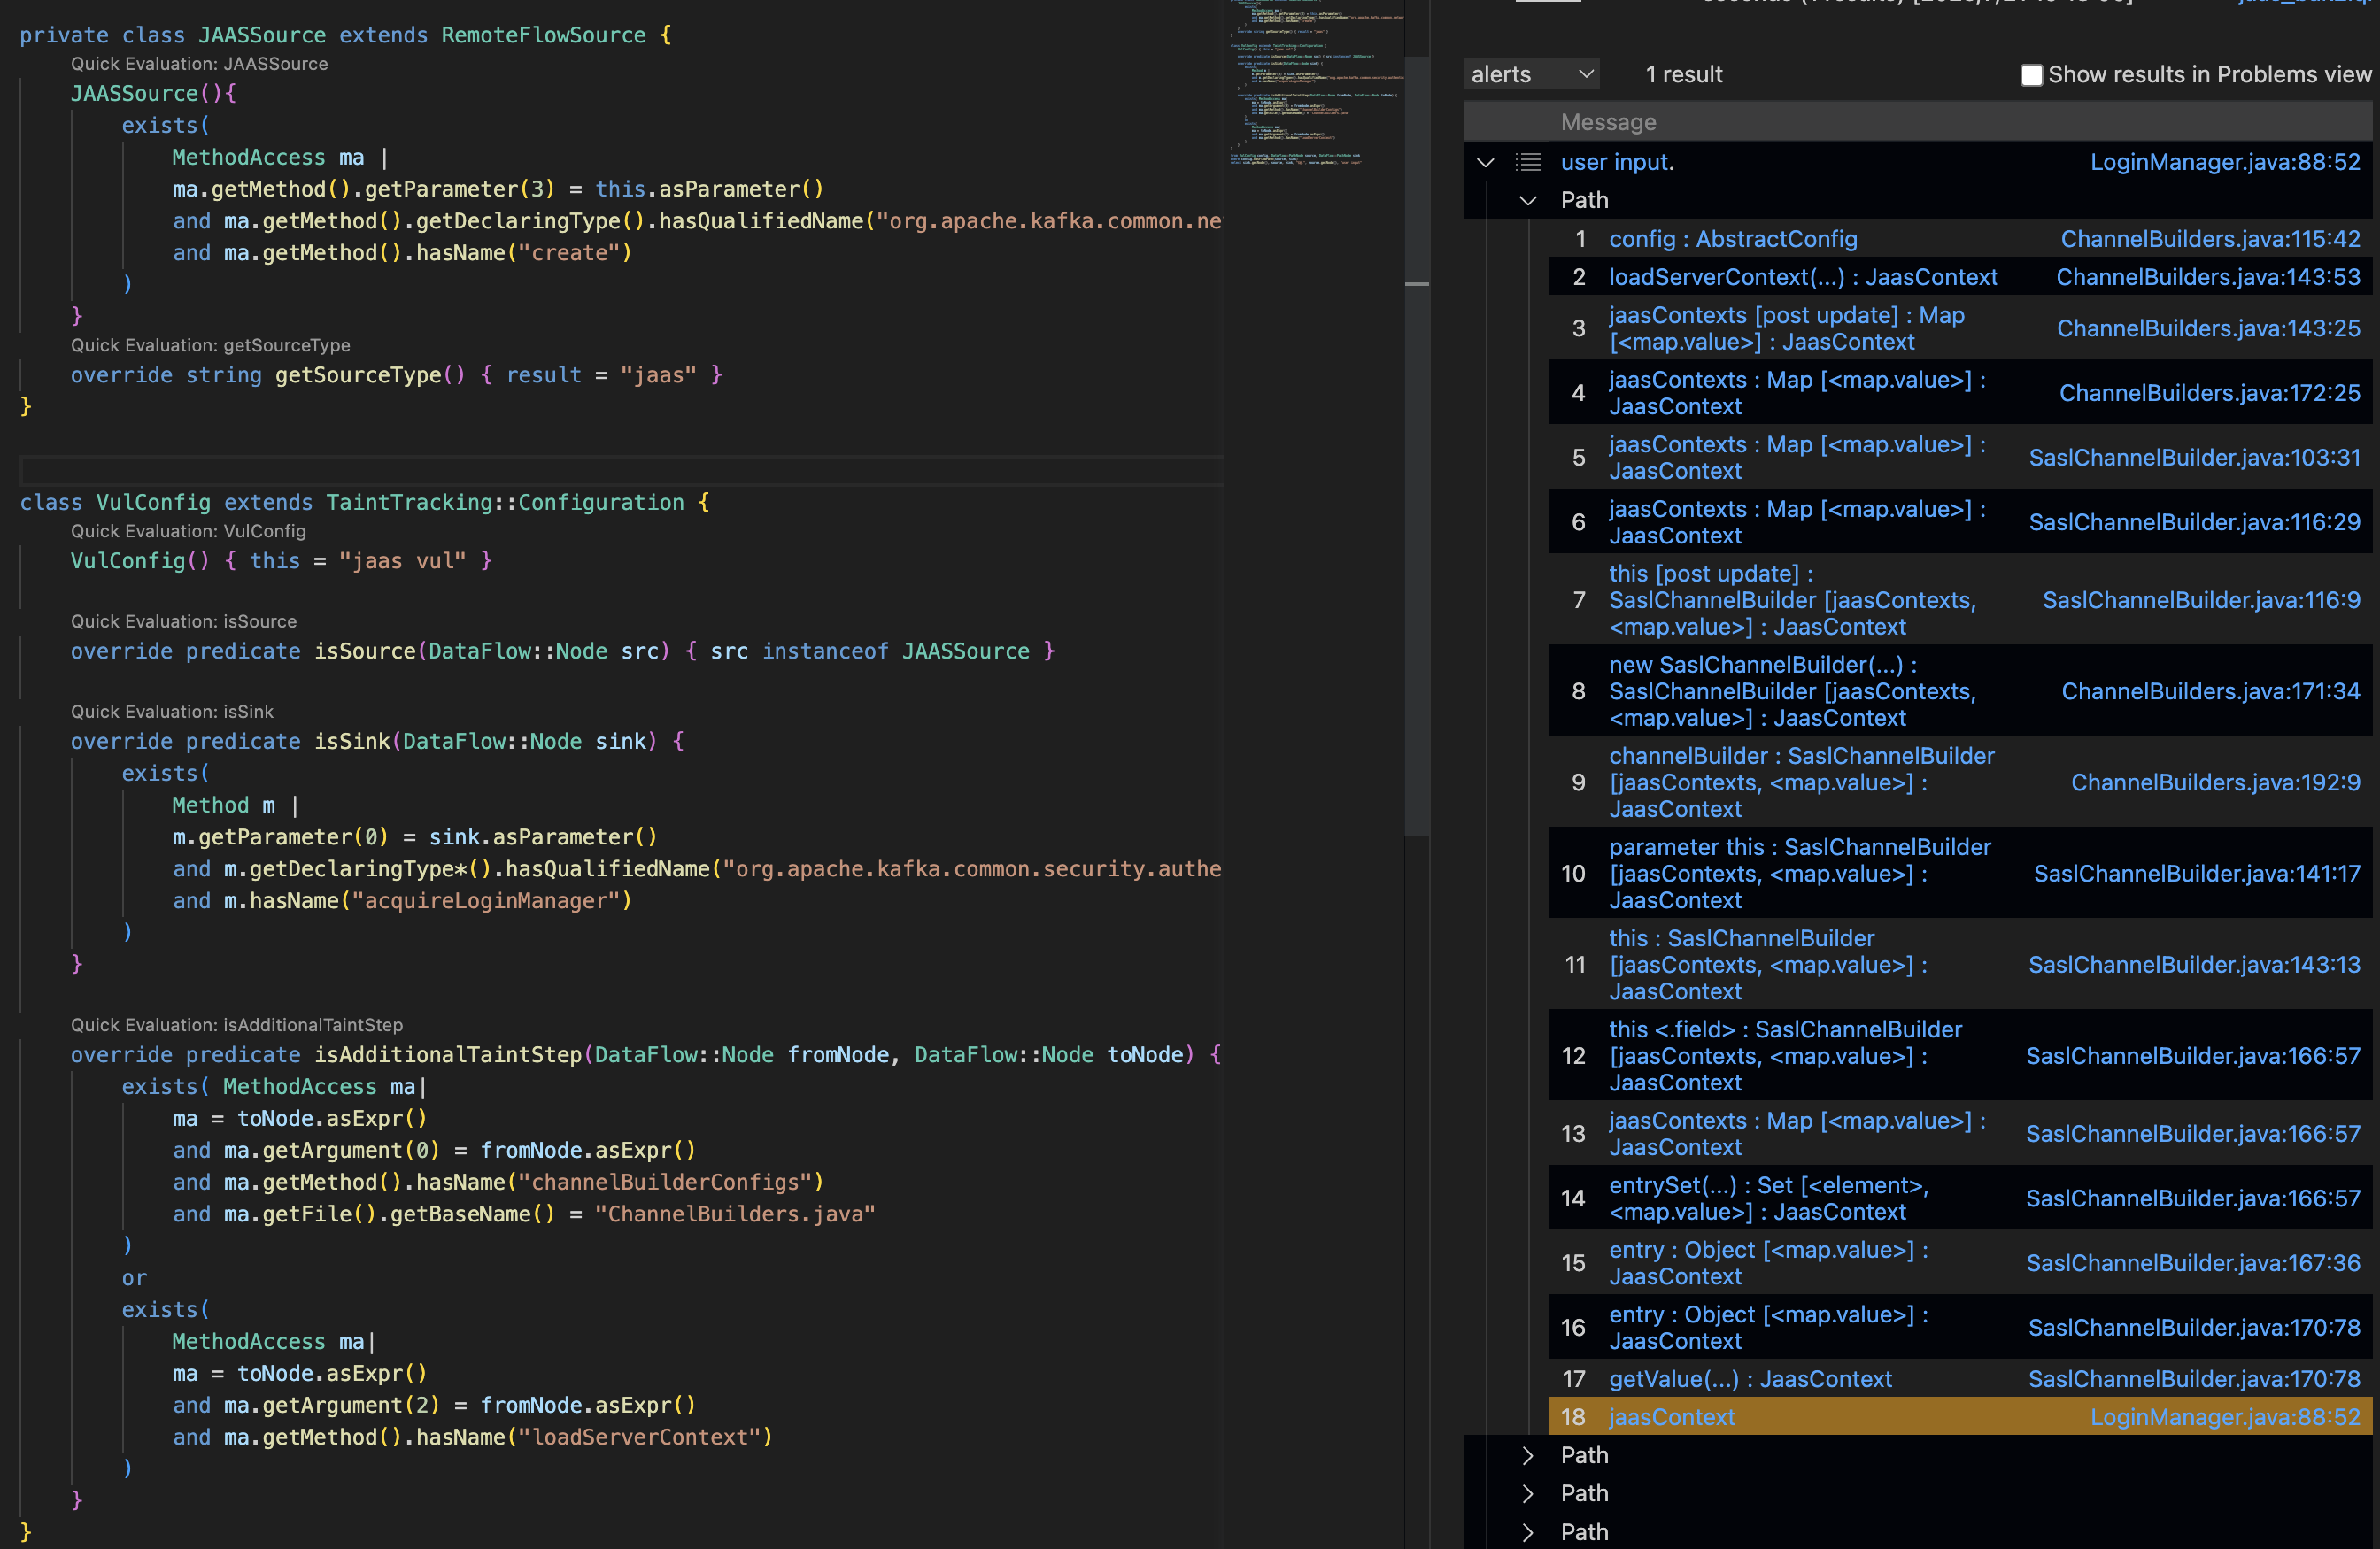 private class JAASSource extends RemoteFlowSource {
Quick Evaluation: JAASSource
JAASSource(){
exists(
MethodAccess ma |
ma.getMethod().getParameter(3) = this.asParameter()
and ma.getMethod().getDeclaringType().hasQualifiedName("org.apache.kafka.common.ne
and ma.getMethod().hasName("create")
)
}
Quick Evaluation: getSourceType
override string getSourceType() { result = "jaas" }
}
class VulConfig extends TaintTracking::Configuration {
Quick Evaluation: VulConfig
VulConfig() { this = "jaas vul" }
Quick Evaluation: isSource
override predicate isSource(DataFlow::Node src) { src instanceof JAASSource }
Quick Evaluation: isSink
override predicate isSink(DataFlow::Node sink) {
exists(
Method m |
m.getParameter(0) = sink.asParameter()
and m.getDeclaringType*().hasQualifiedName("org.apache.kafka.common.security.authe
and m.hasName("acquireLoginManager")
)
}
Quick Evaluation: isAdditionalTaintStep
override predicate isAdditionalTaintStep(DataFlow::Node fromNode, DataFlow::Node toNode) {
exists( MethodAccess ma|
ma = toNode.asExpr()
and ma.getArgument(0) = fromNode.asExpr()
and ma.getMethod().hasName("channelBuilderConfigs")
and ma.getFile().getBaseName() = "ChannelBuilders.java"
)
or
exists(
MethodAccess ma|
ma = toNode.asExpr()
and ma.getArgument(2) = fromNode.asExpr()
and ma.getMethod().hasName("loadServerContext")
)
}
}
alerts 1 result Show results in Problems view
Message
user input. LoginManager.java:88:52
Path
1 config : AbstractConfig ChannelBuilders.java:115:42
2 loadServerContext(...) : JaasContext ChannelBuilders.java:143:53
3 jaasContexts [post update] : Map ChannelBuilders.java:143:25
[<map.value>] : JaasContext
4 jaasContexts : Map [<map.value>] : ChannelBuilders.java:172:25
JaasContext
5 jaasContexts : Map [<map.value>] : SaslChannelBuilder.java:103:31
JaasContext
6 jaasContexts : Map [<map.value>] : SaslChannelBuilder.java:116:29
JaasContext
this [post update] :
7 SaslChannelBuilder [jaasContexts, SaslChannelBuilder.java:116:9
<map.value>] : JaasContext
new SaslChannelBuilder(...) :
8 SaslChannelBuilder [jaasContexts, ChannelBuilders.java:171:34
<map.value>] : JaasContext
channelBuilder : SaslChannelBuilder
9 [jaasContexts, <map.value>] : ChannelBuilders.java:192:9
JaasContext
parameter this : SaslChannelBuilder
10 [jaasContexts, <map.value>] : SaslChannelBuilder.java:141:17
JaasContext
this : SaslChannelBuilder
11 [jaasContexts, <map.value>] : SaslChannelBuilder.java:143:13
JaasContext
this <.field> : SaslChannelBuilder
12 [jaasContexts, <map.value>] : SaslChannelBuilder.java:166:57
JaasContext
13 jaasContexts : Map [<map.value>] : SaslChannelBuilder.java:166:57
JaasContext
14 entrySet(...) : Set [<element>, SaslChannelBuilder.java:166:57
<map.value>] : JaasContext
15 entry : Object [<map.value>] : SaslChannelBuilder.java:167:36
JaasContext
16 entry : Object [<map.value>] : SaslChannelBuilder.java:170:78
JaasContext
17 getValue(...) : JaasContext SaslChannelBuilder.java:170:78
18 jaasContext LoginManager.java:88:52
Path
Path
Path